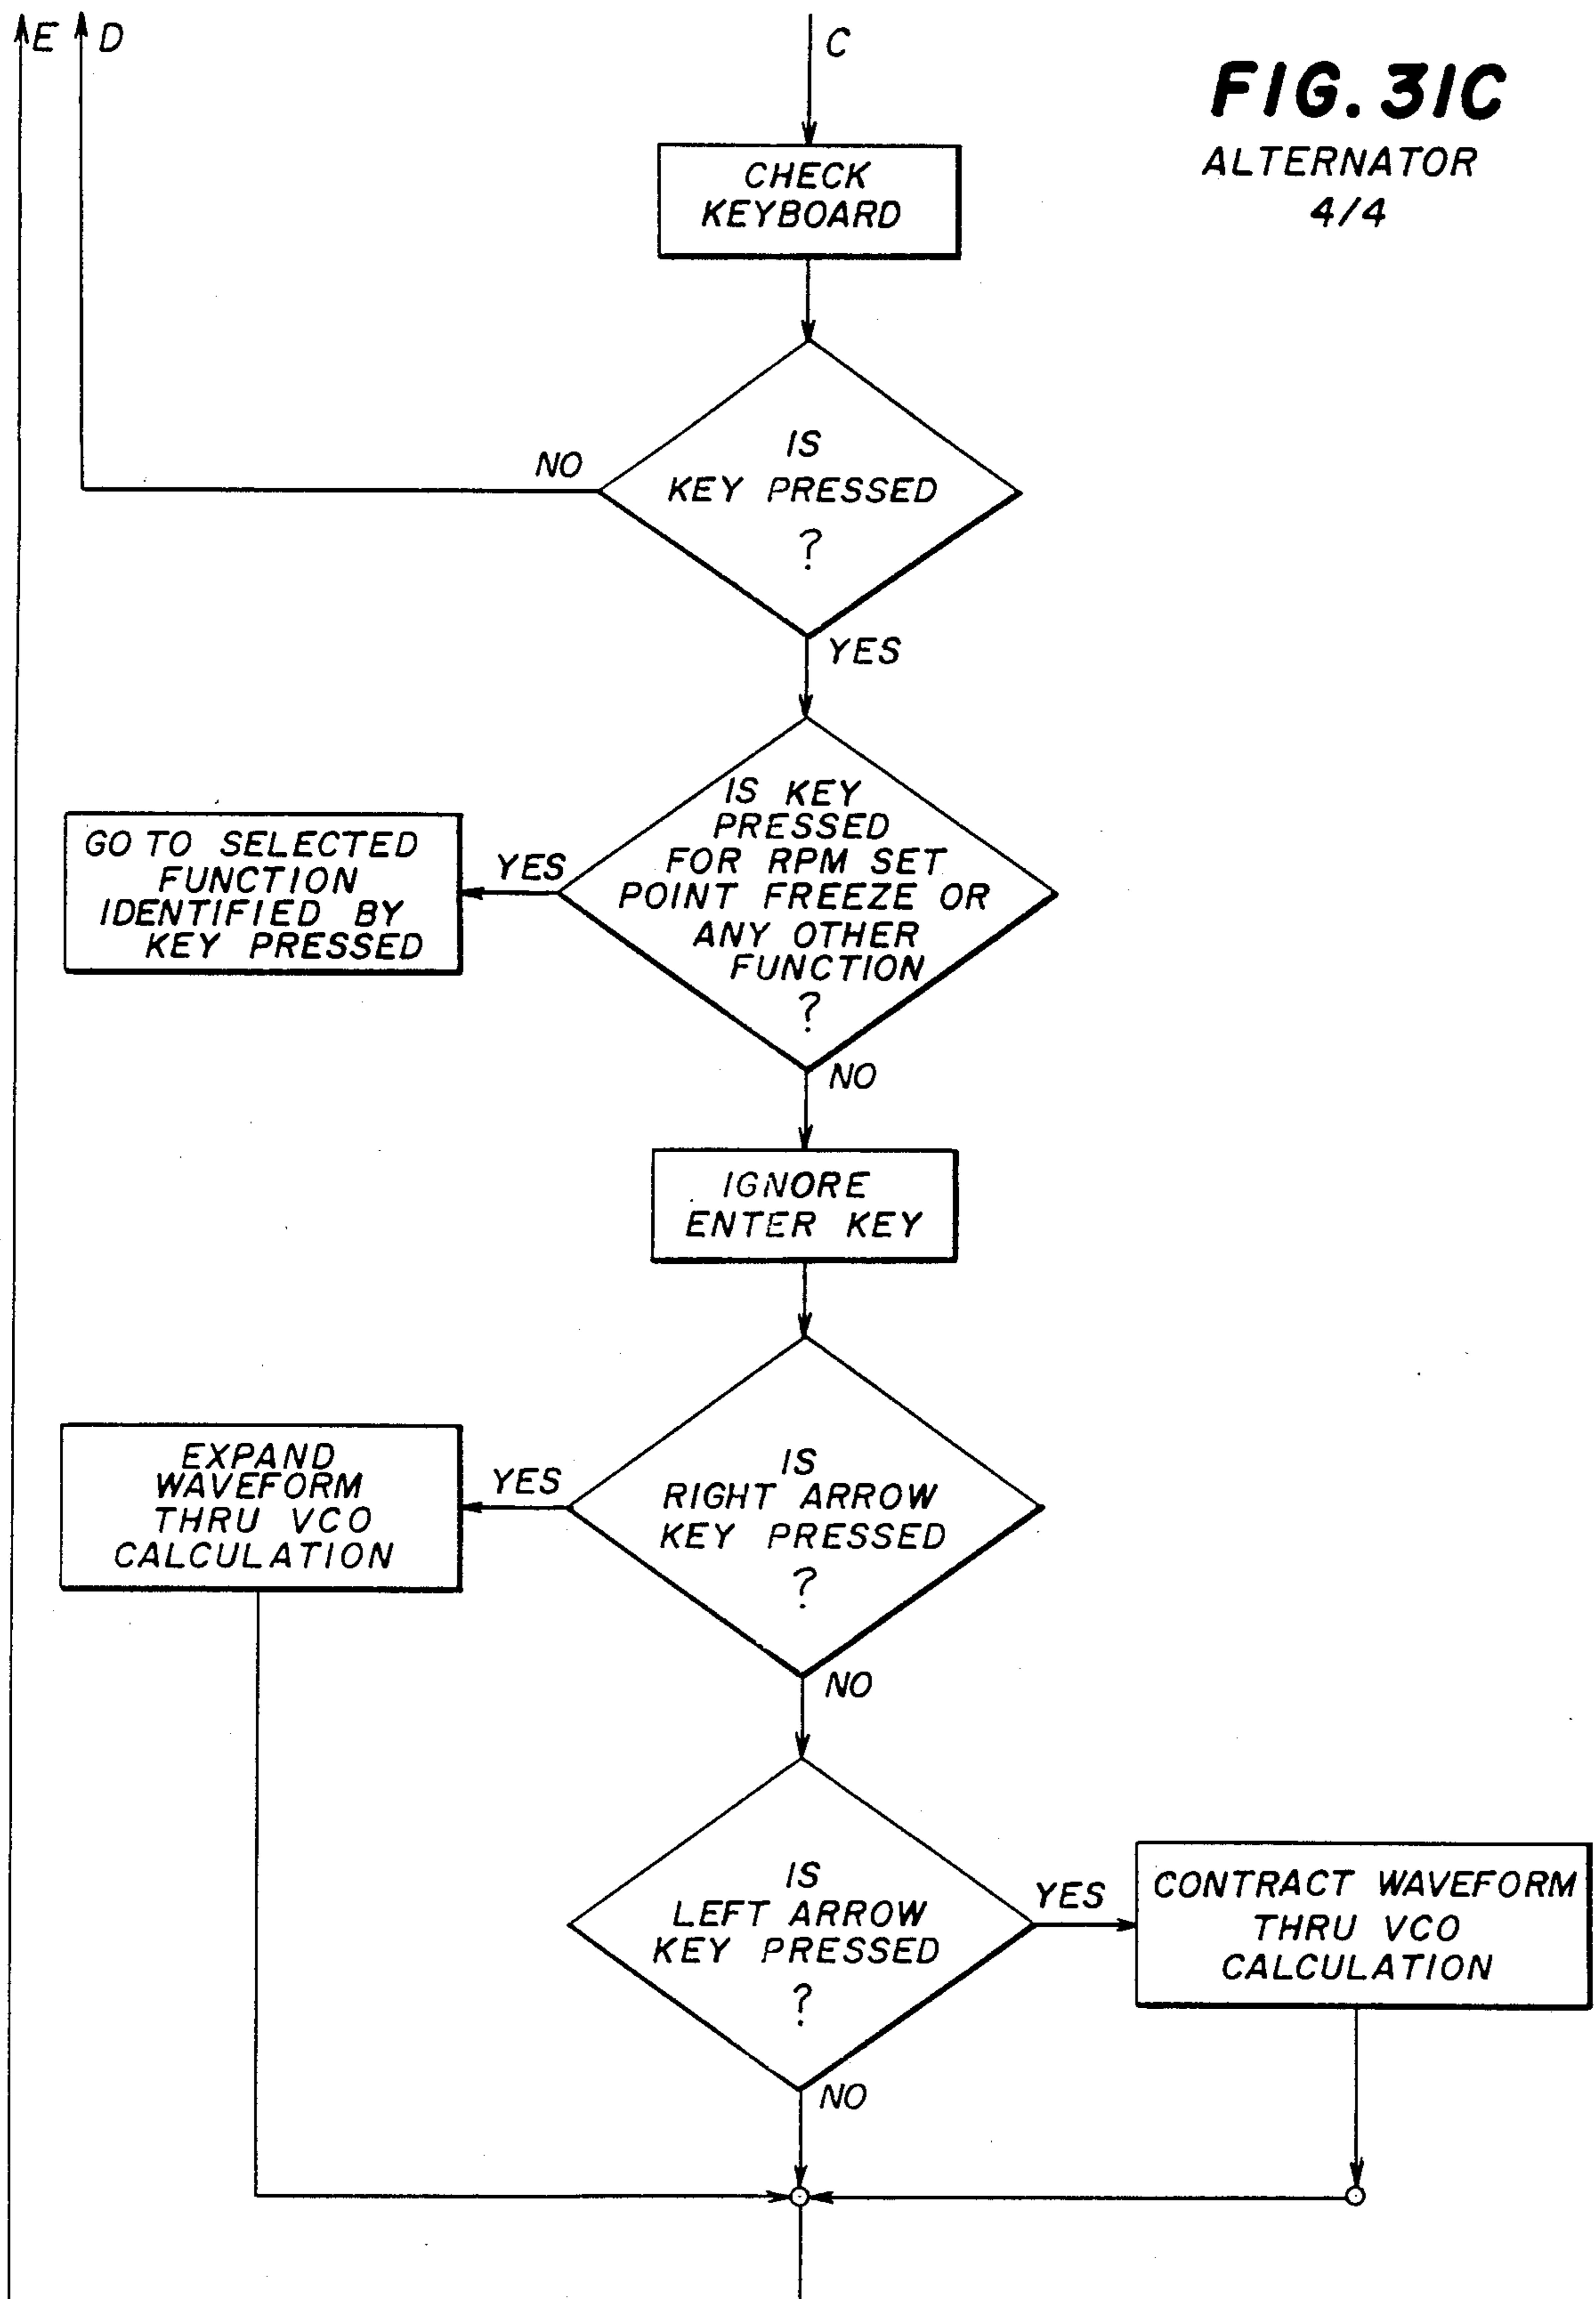 E
D
C
FIG. 31C
ALTERNATOR
4/4
CHECK
KEYBOARD
IS
KEY PRESSED
?
NO
YES
IS KEY
PRESSED
FOR RPM SET
POINT FREEZE OR
ANY OTHER
FUNCTION
?
YES
GO TO SELECTED
FUNCTION
IDENTIFIED BY
KEY PRESSED
NO
IGNORE
ENTER KEY
IS
RIGHT ARROW
KEY PRESSED
?
YES
EXPAND
WAVEFORM
THRU VCO
CALCULATION
NO
IS
LEFT ARROW
KEY PRESSED
?
YES
CONTRACT WAVEFORM
THRU VCO
CALCULATION
NO